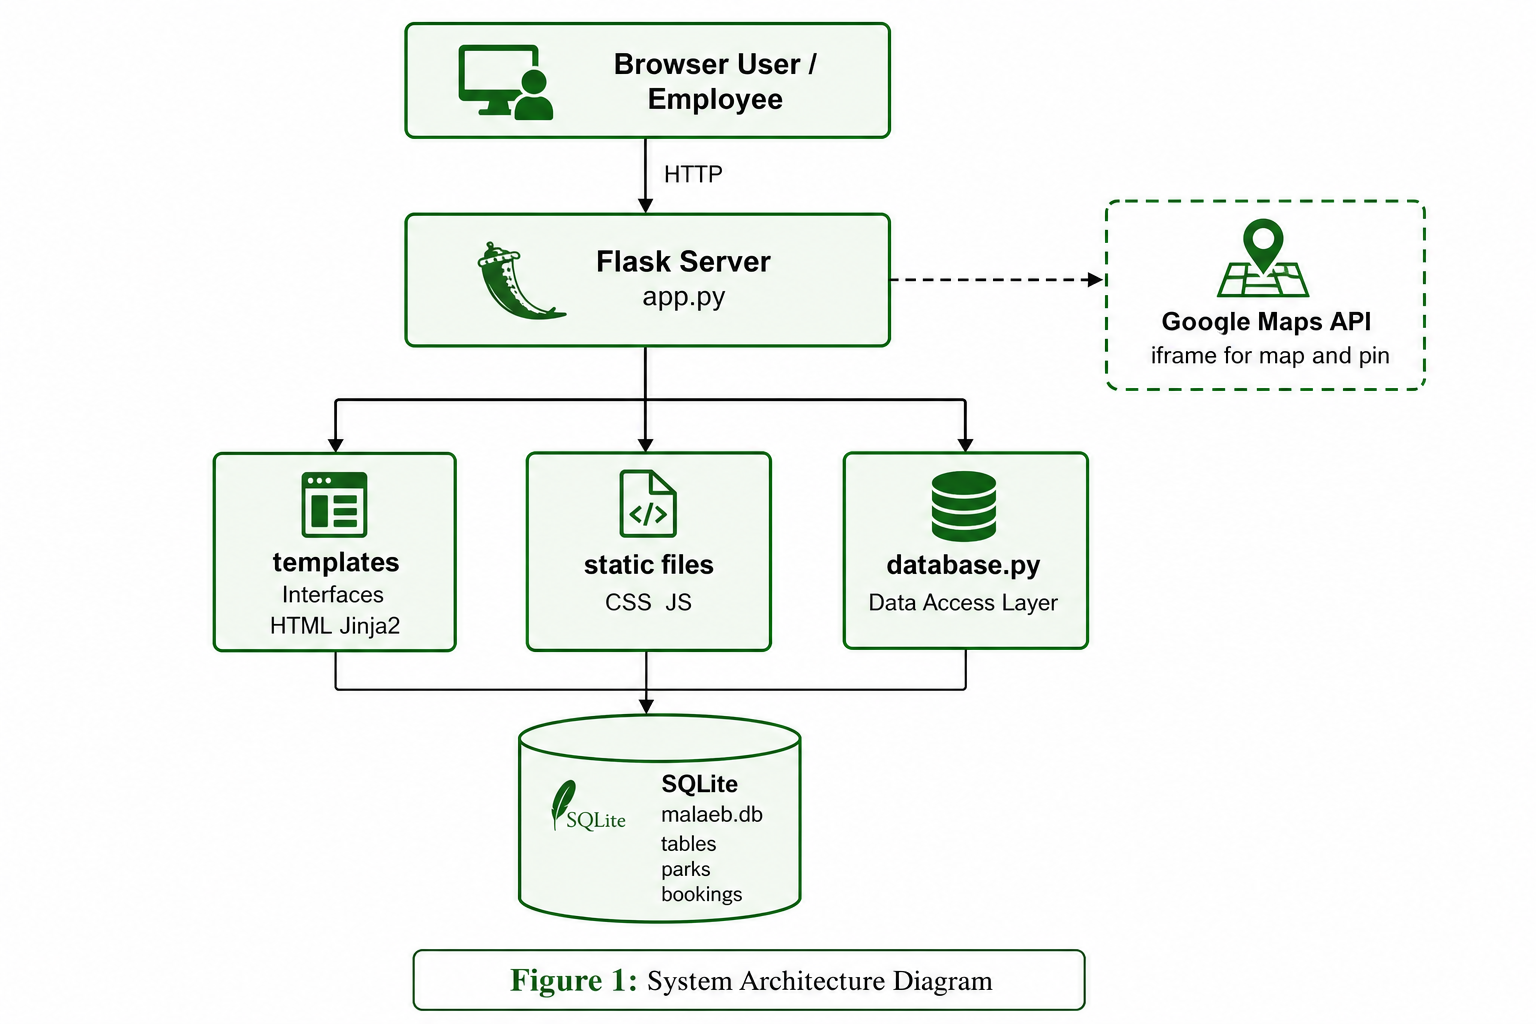 Browser User /
Employee
HTTP
Flask Server
app.py
Google Maps API
iframe for map and pin
templates
Interfaces
HTML Jinja2
static files
CSS JS
database.py
Data Access Layer
SQLite
SQLite
malaeb.db
tables
parks
bookings
Figure 1: System Architecture Diagram